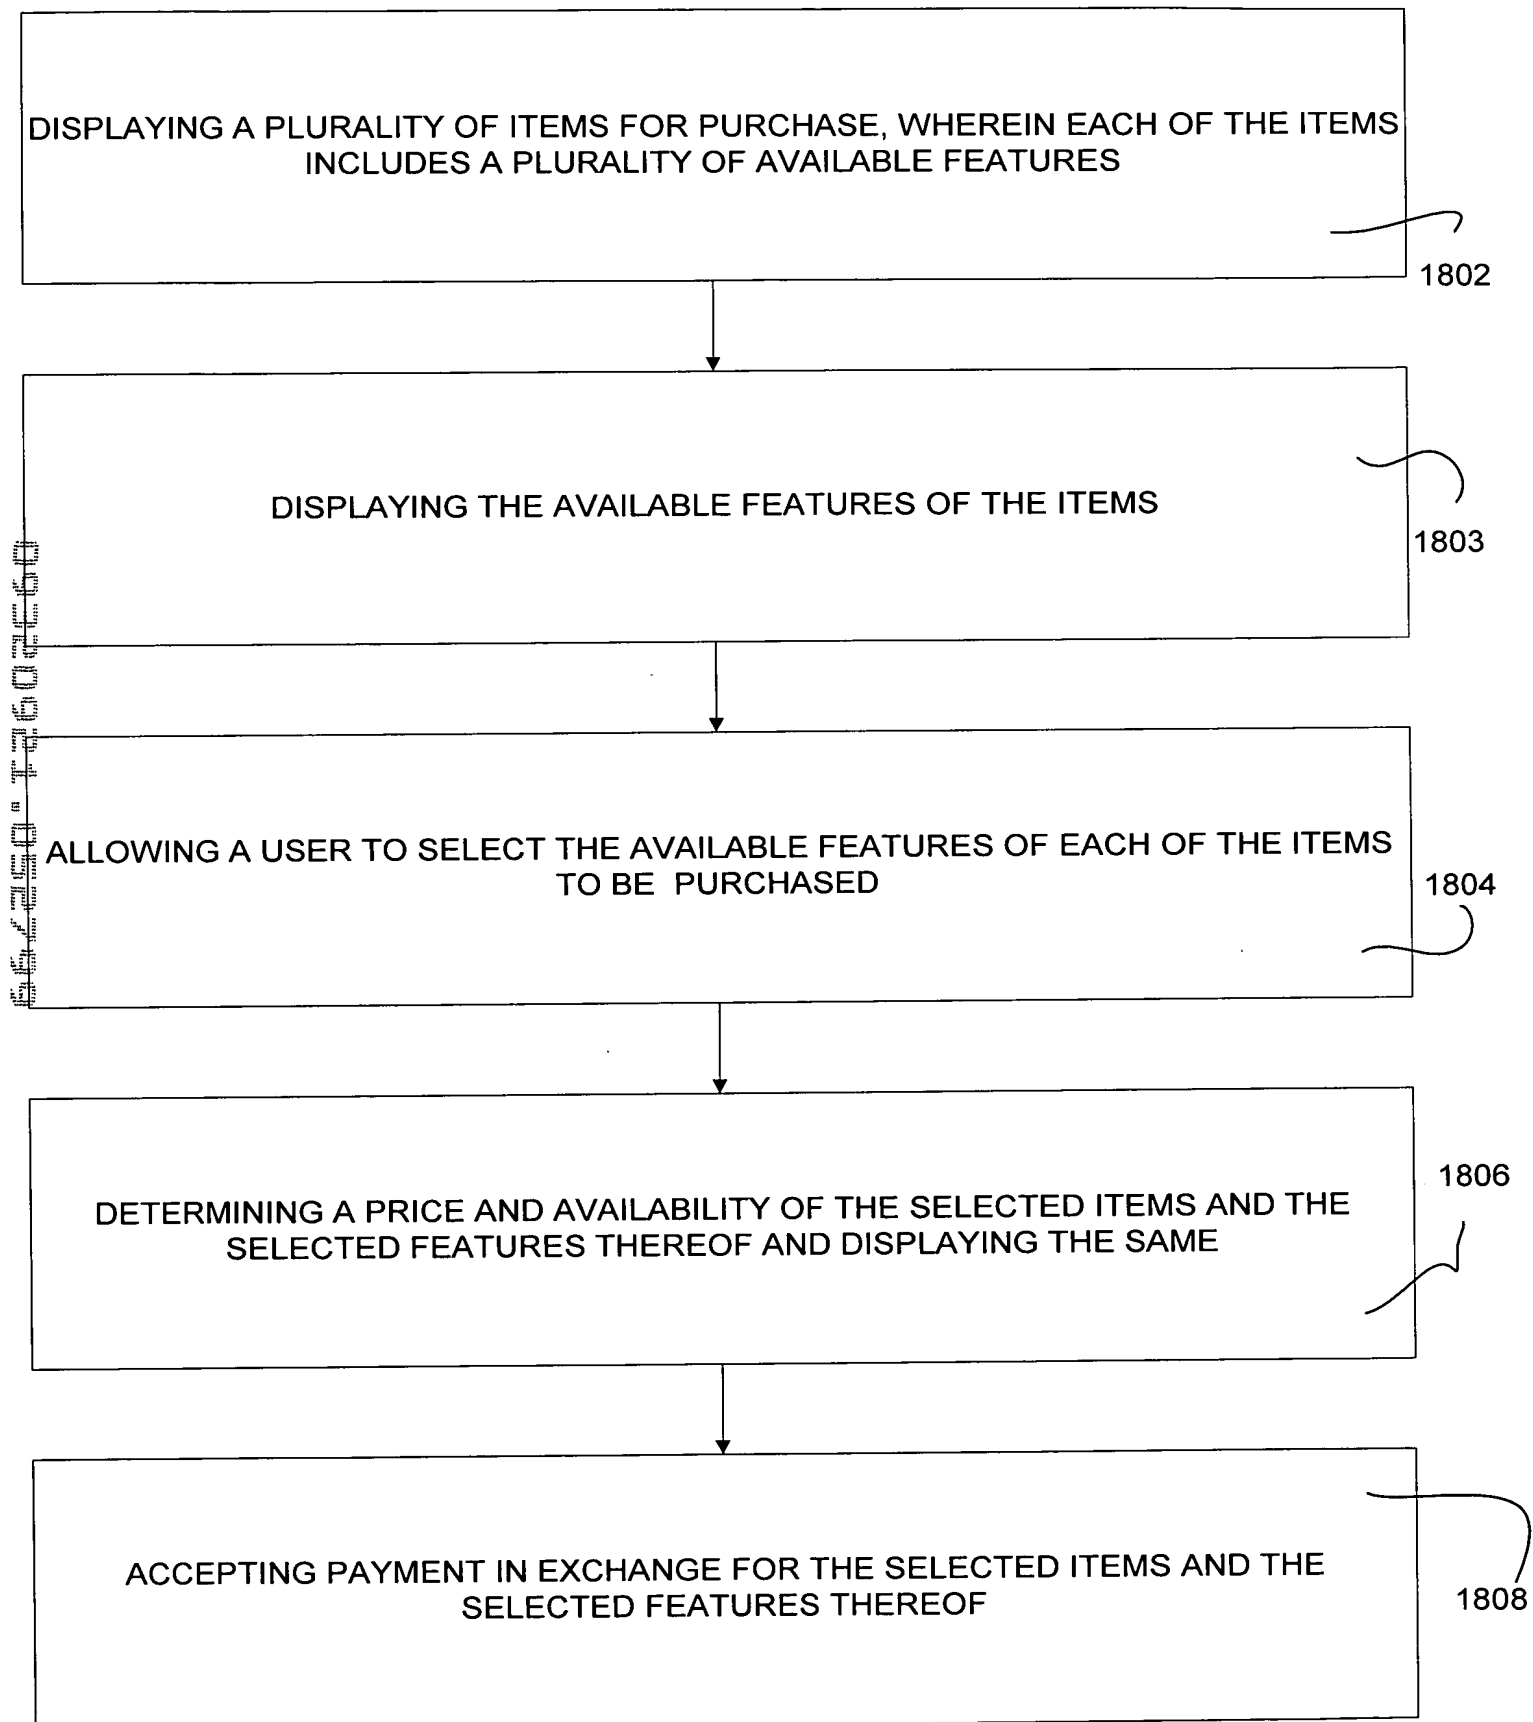 DISPLAYING A PLURALITY OF ITEMS FOR PURCHASE, WHEREIN EACH OF THE ITEMS
INCLUDES A PLURALITY OF AVAILABLE FEATURES
1802
DISPLAYING THE AVAILABLE FEATURES OF THE ITEMS
1803
ALLOWING A USER TO SELECT THE AVAILABLE FEATURES OF EACH OF THE ITEMS
TO BE PURCHASED
1804
DETERMINING A PRICE AND AVAILABILITY OF THE SELECTED ITEMS AND THE
SELECTED FEATURES THEREOF AND DISPLAYING THE SAME
1806
ACCEPTING PAYMENT IN EXCHANGE FOR THE SELECTED ITEMS AND THE
SELECTED FEATURES THEREOF
1808